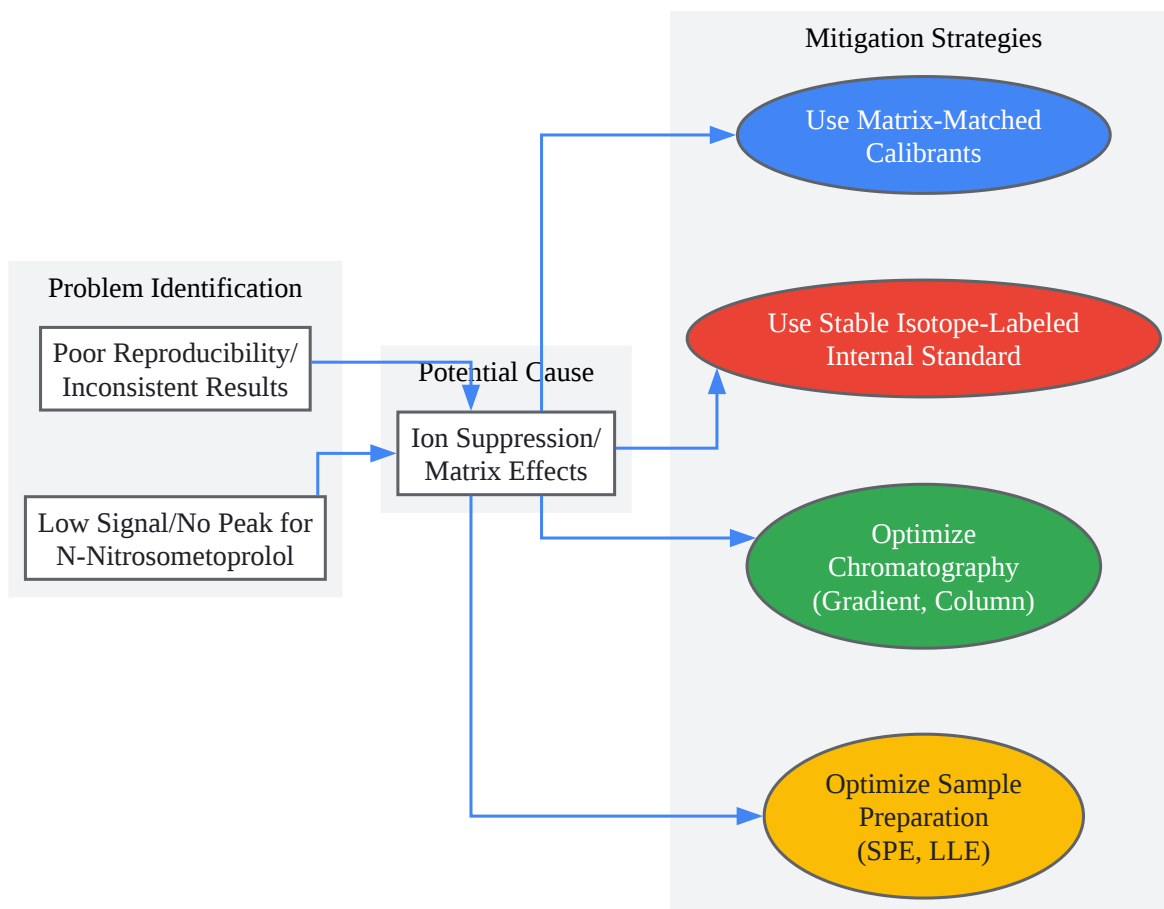 Mitigation Strategies
Use Matrix-Matched
Calibrants
Problem Identification
Poor Reproducibility/
Inconsistent Results
Low Signal/No Peak for
N-Nitrosometoprolol
Potential Cause
Ion Suppression/
Matrix Effects
Use Stable Isotope-Labeled
Internal Standard
Optimize
Chromatography
(Gradient, Column)
Optimize Sample
Preparation
(SPE, LLE)